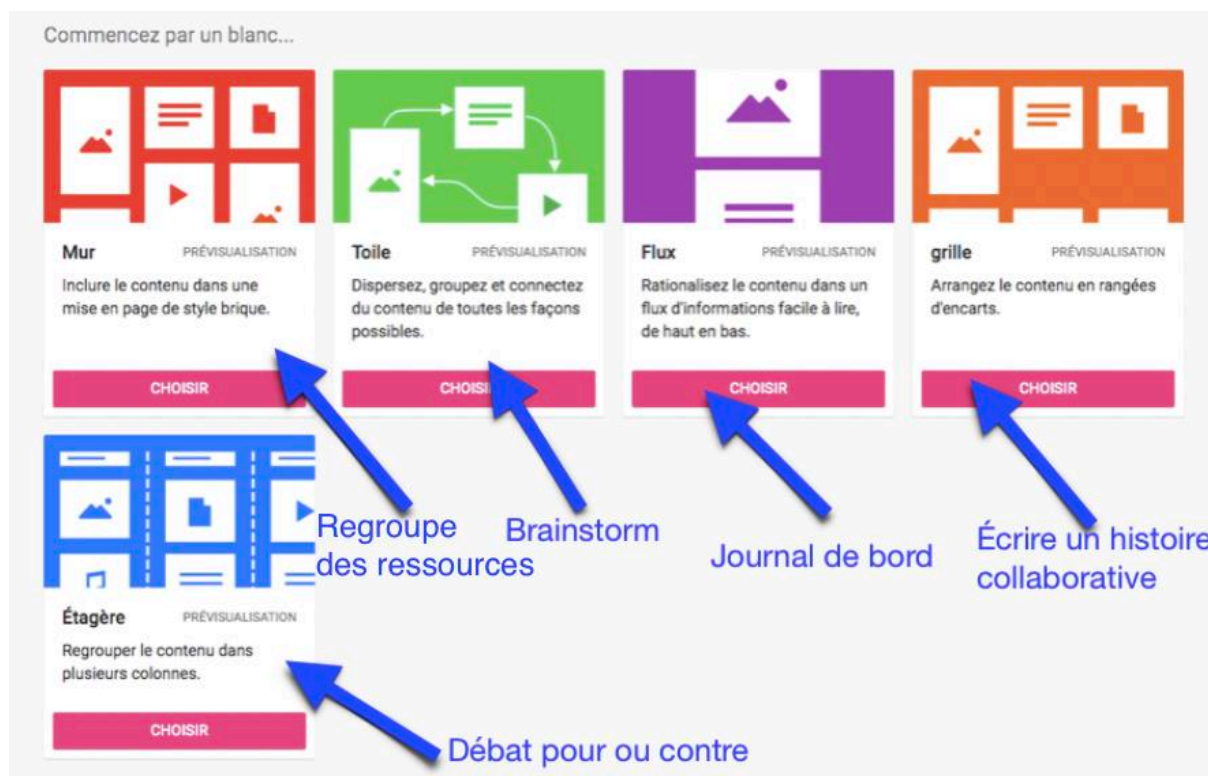 Commencez par un blanc...
Mur PRÉVISUALISATION
Inclure le contenu dans une
mise en page de style brique.
CHOISIR
Toile PRÉVISUALISATION
Dispersez, groupez et connectez
du contenu de toutes les façons
possibles.
CHOISIR
Flux PRÉVISUALISATION
Rationalisez le contenu dans un
flux d'informations facile à lire,
de haut en bas.
CHOISIR
grille PRÉVISUALISATION
Arrangez le contenu en rangées
d'encarts.
CHOISIR
Regroupe
des ressources
Brainstorm
Journal de bord
Écrire un histoire
collaborative
Étagère PRÉVISUALISATION
Regrouper le contenu dans
plusieurs colonnes.
CHOISIR
Débat pour ou contre